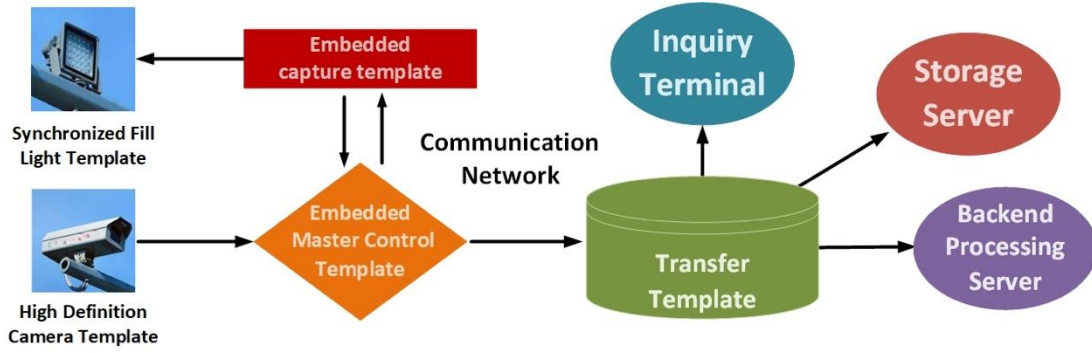 Embedded
capture template
Synchronized Fill
Light Template
Inquiry
Terminal
Storage
Server
Communication
Network
Embedded
Master Control
Template
High Definition
Camera Template
Transfer
Template
Backend
Processing
Server